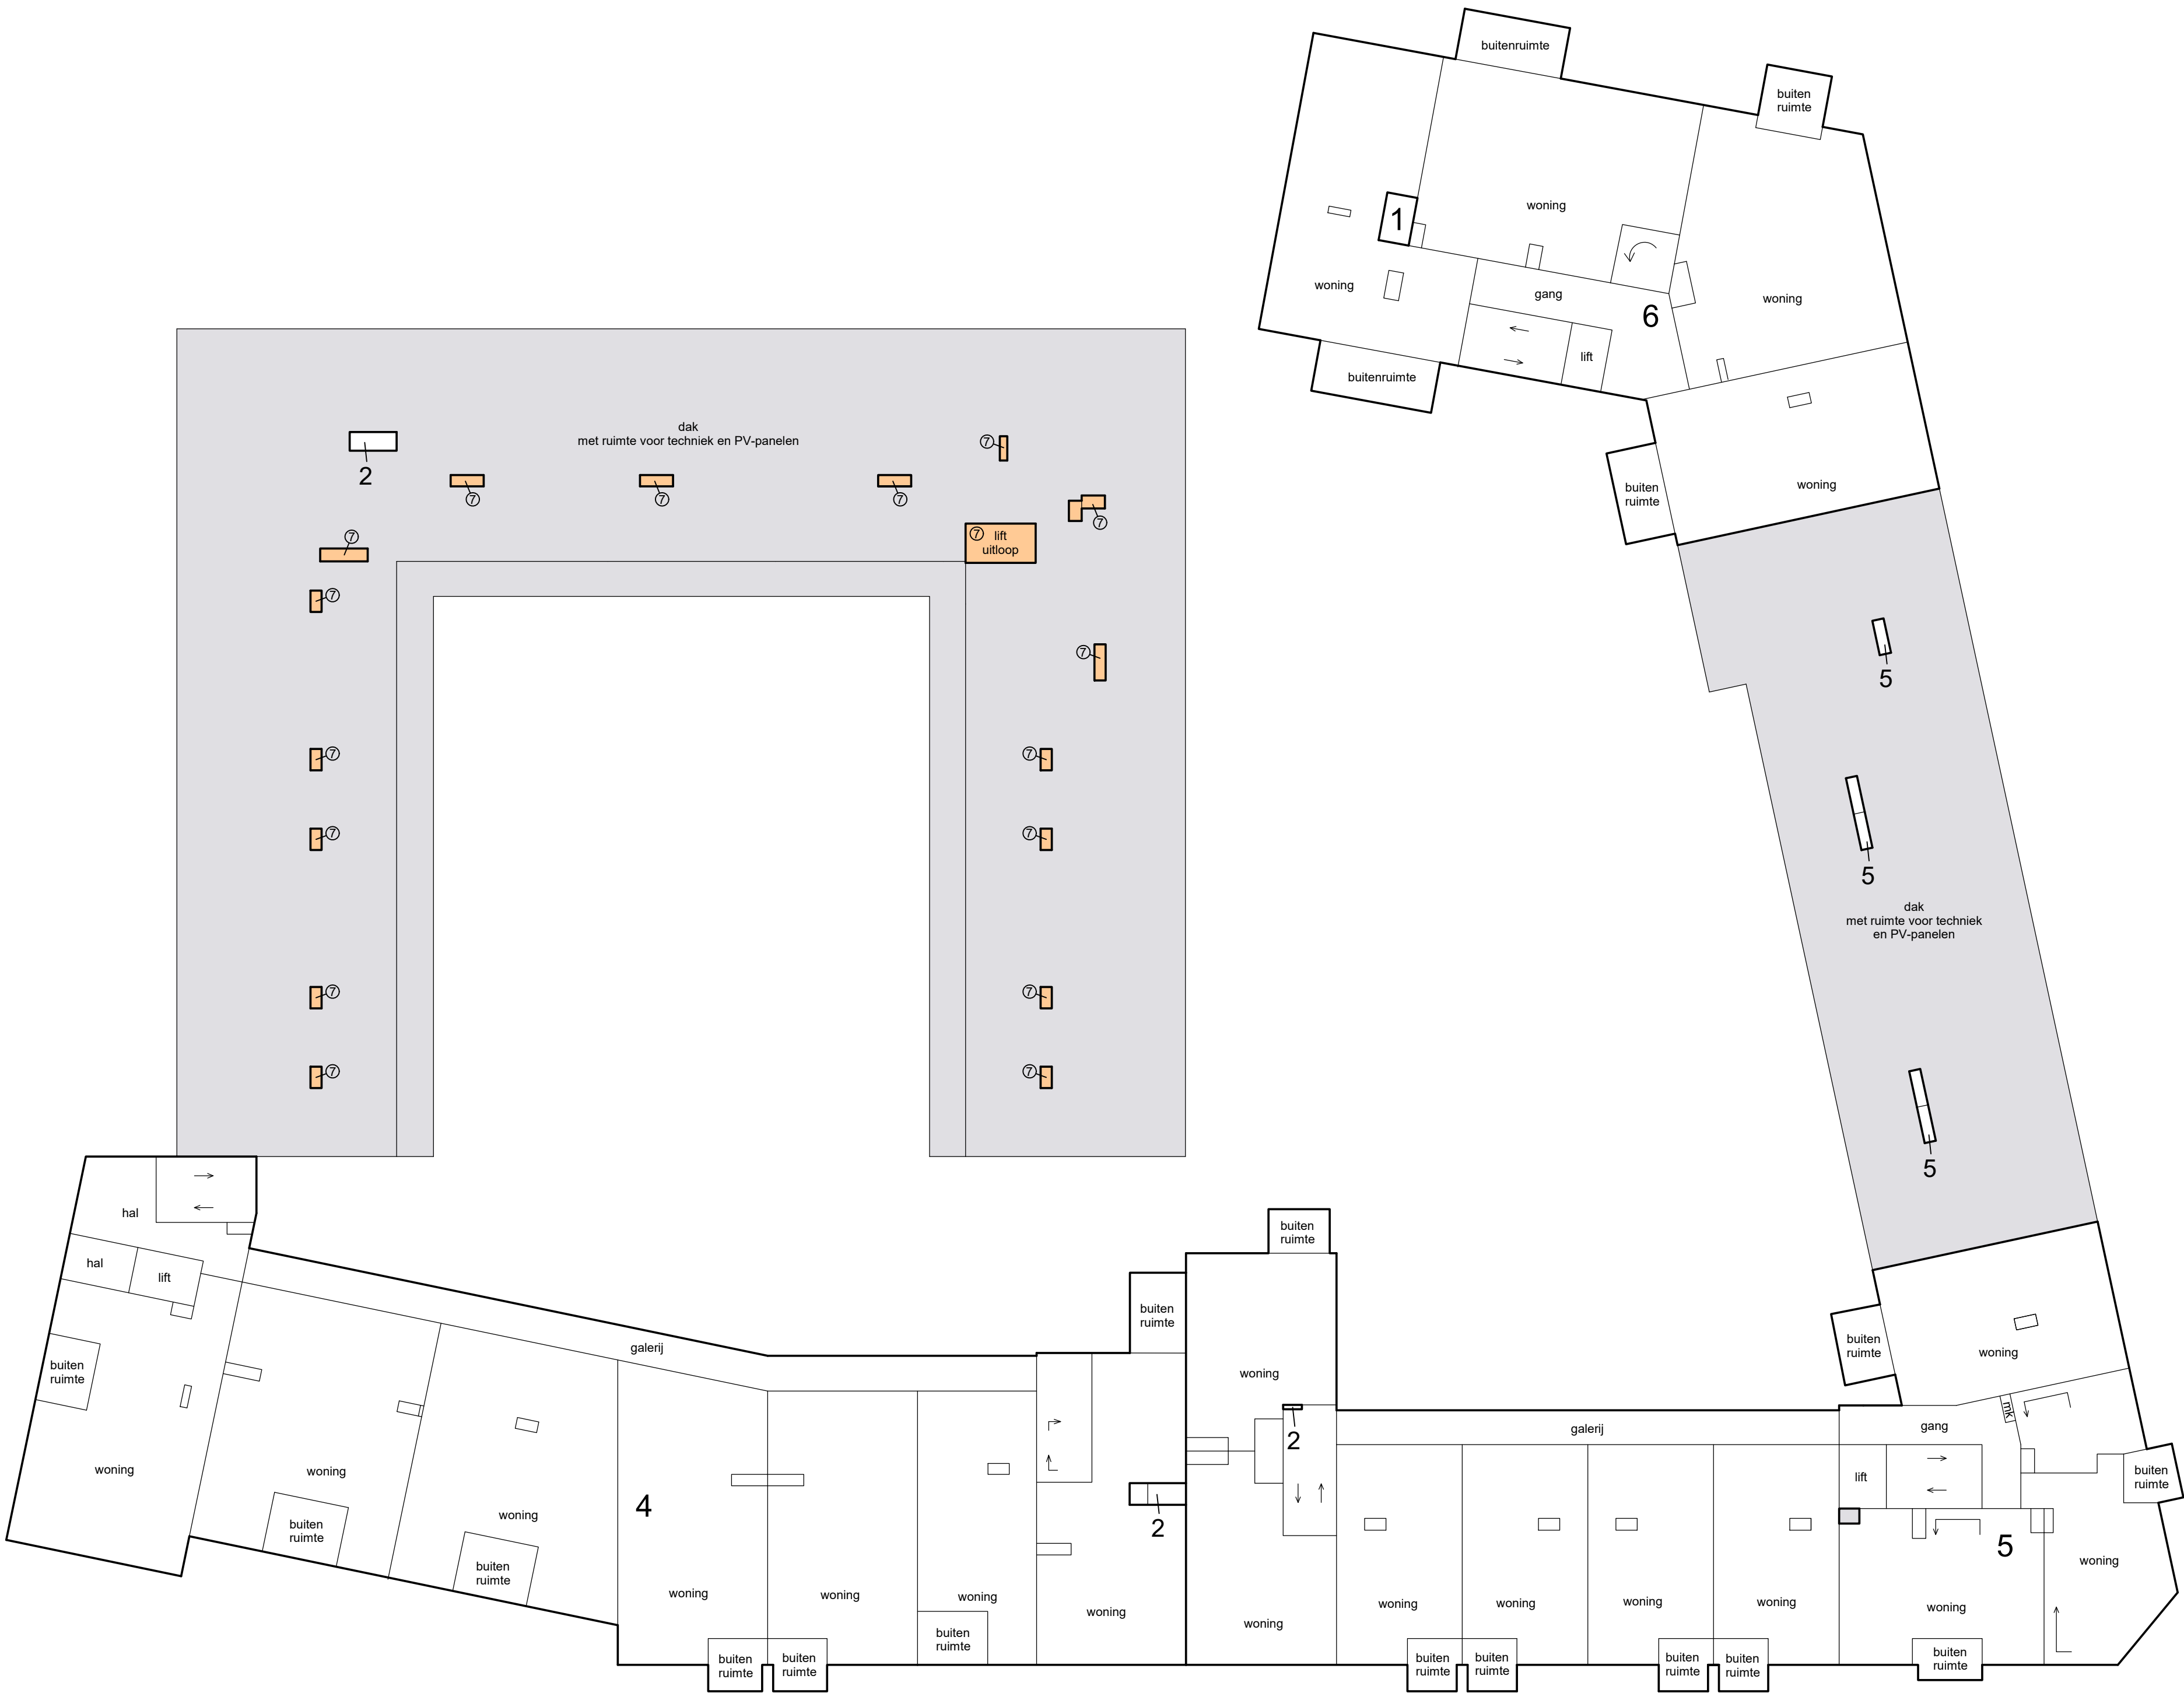 buitenruimte
buiten
ruimte
1
woning
woning
gang
woning
6
lift
buitenruimte
buiten
ruimte
woning
dak
met ruimte voor techniek en PV-panelen
2
7
7
7
7
7
7
7
lift
uitloop
7
7
7
7
7
7
7
7
7
7
7
5
5
dak
met ruimte voor techniek
en PV-panelen
5
hal
hal
lift
buiten
ruimte
woning
galerij
woning
buiten
ruimte
woning
buiten
ruimte
4
woning
buiten
ruimte
woning
buiten
ruimte
woning
buiten
ruimte
buiten
ruimte
2
woning
buiten
ruimte
woning
2
woning
galerij
woning
buiten
ruimte
woning
buiten
ruimte
woning
buiten
ruimte
woning
buiten
ruimte
buiten
ruimte
woning
gang
mk
lift
buiten
ruimte
5
woning
woning
buiten
ruimte